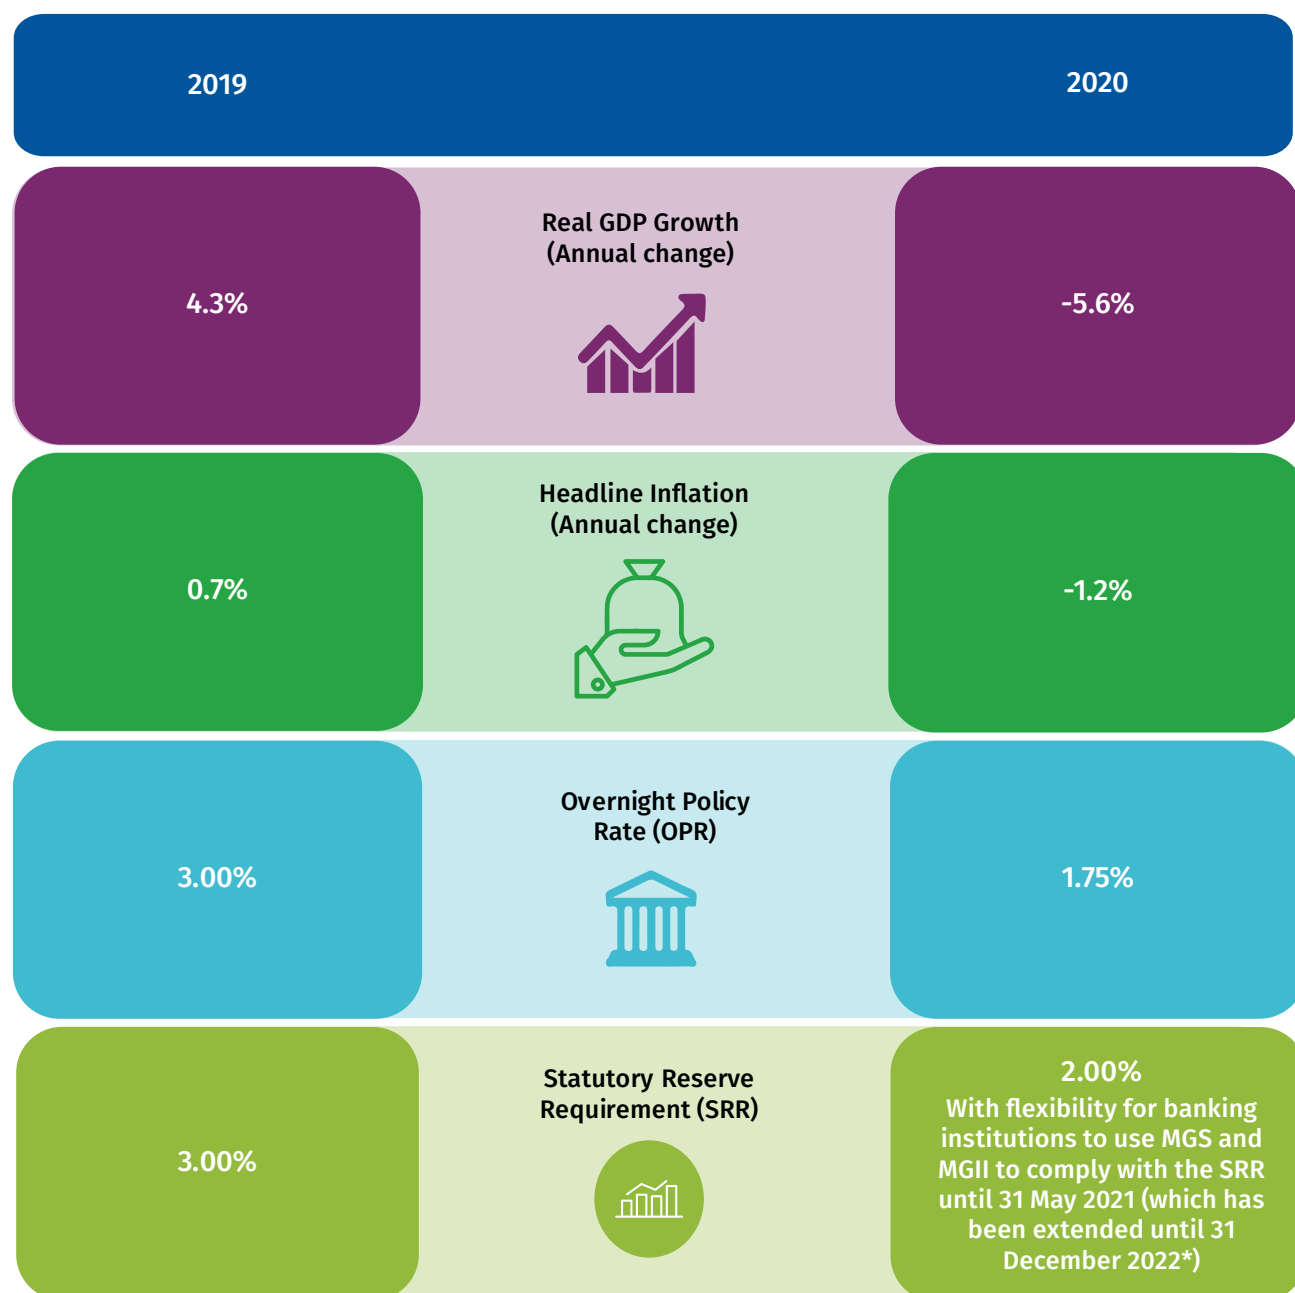 2019
2020
Real GDP Growth
(Annual change)
4.3%
-5.6%
Headline Inflation
(Annual change)
0.7%
-1.2%
Overnight Policy
Rate (OPR)
3.00%
1.75%
Statutory Reserve
Requirement (SRR)
3.00%
2.00%
With flexibility for banking
institutions to use MGS and
MGII to comply with the SRR
until 31 May 2021 (which has
been extended until 31
December 2022*)